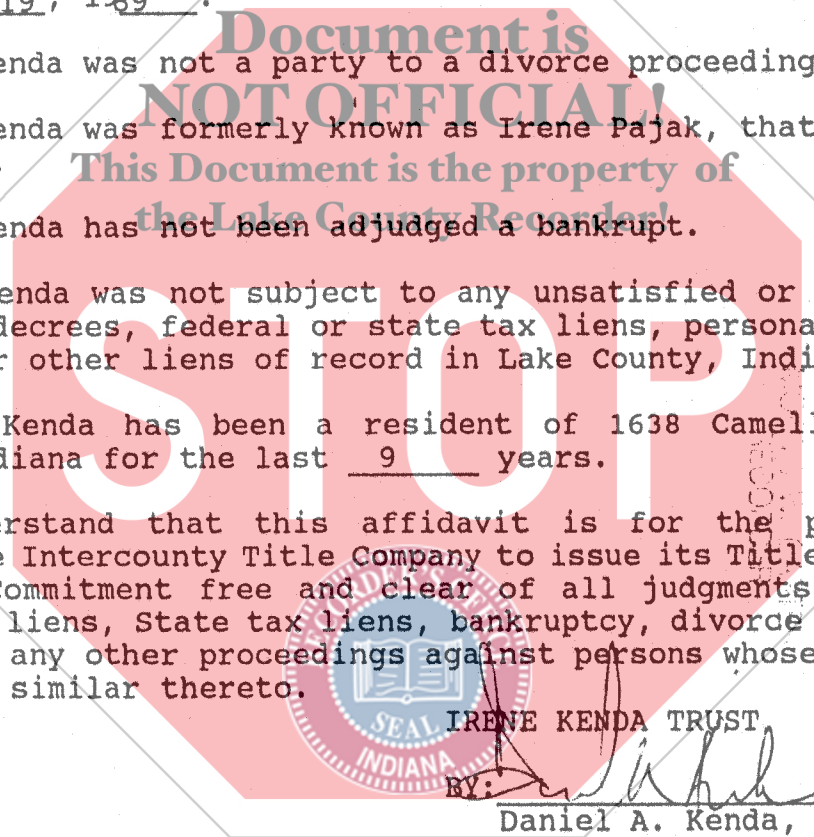 19, 1989.
Document is
enda was not a party to a divorce proceeding
NOT OFFICIAL!
enda was formerly known as Irene Pajak, that
This Document is the property of
the Lake County Recorder!
enda has not been adjudged a bankrupt.
enda was not subject to any unsatisfied or
decrees, federal or state tax liens, persona
r other liens of record in Lake County, Indi
STOP
Kenda has been a resident of 1638 Camell
diana for the last 9 years.
erstand that this affidavit is for the p
e Intercounty Title Company to issue its Title
ommitment free and clear of all judgments
liens, State tax liens, bankruptcy, divorce
any other proceedings against persons whose
similar thereto.
SEAL
INDIANA
IRENE KENDA TRUST
BY:
Daniel A. Kenda,